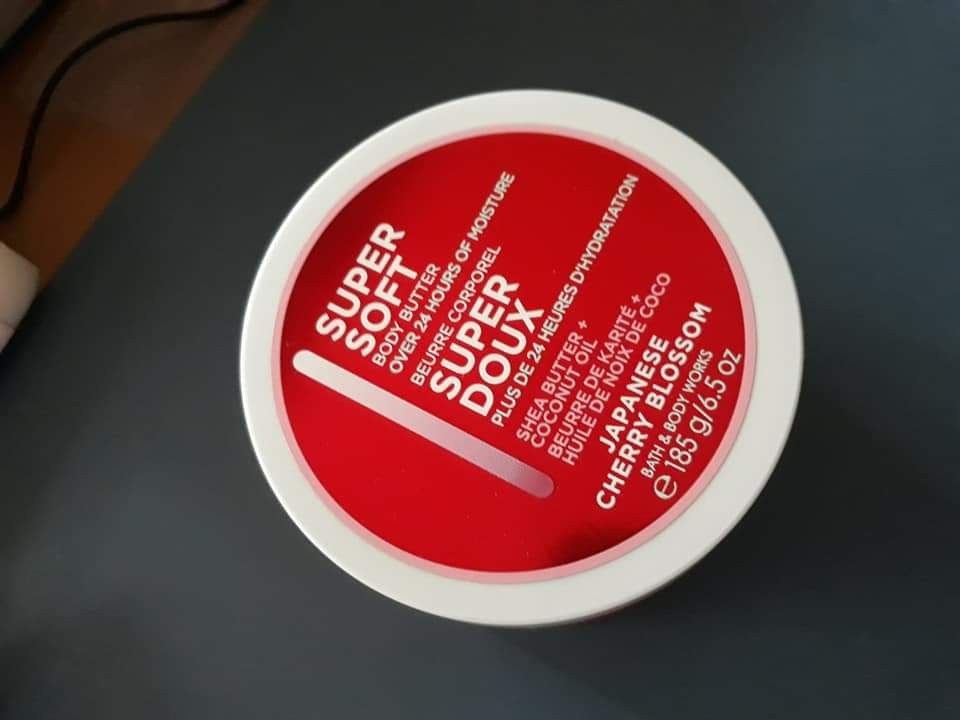 SUPER
SOFT
BODY BUTTER
OVER 24 HOURS OF MOISTURE
BEURRE CORPOREL
SUPER
DOUX
PLUS DE 24 HEURES D'HYDRATATION
SHEA BUTTER +
COCONUT OIL
BEURRE DE KARITÉ +
HUILE DE NOIX DE COCO
JAPANESE
CHERRY BLOSSOM
BATH & BODY WORKS
℮ 185 g/6.5 OZ